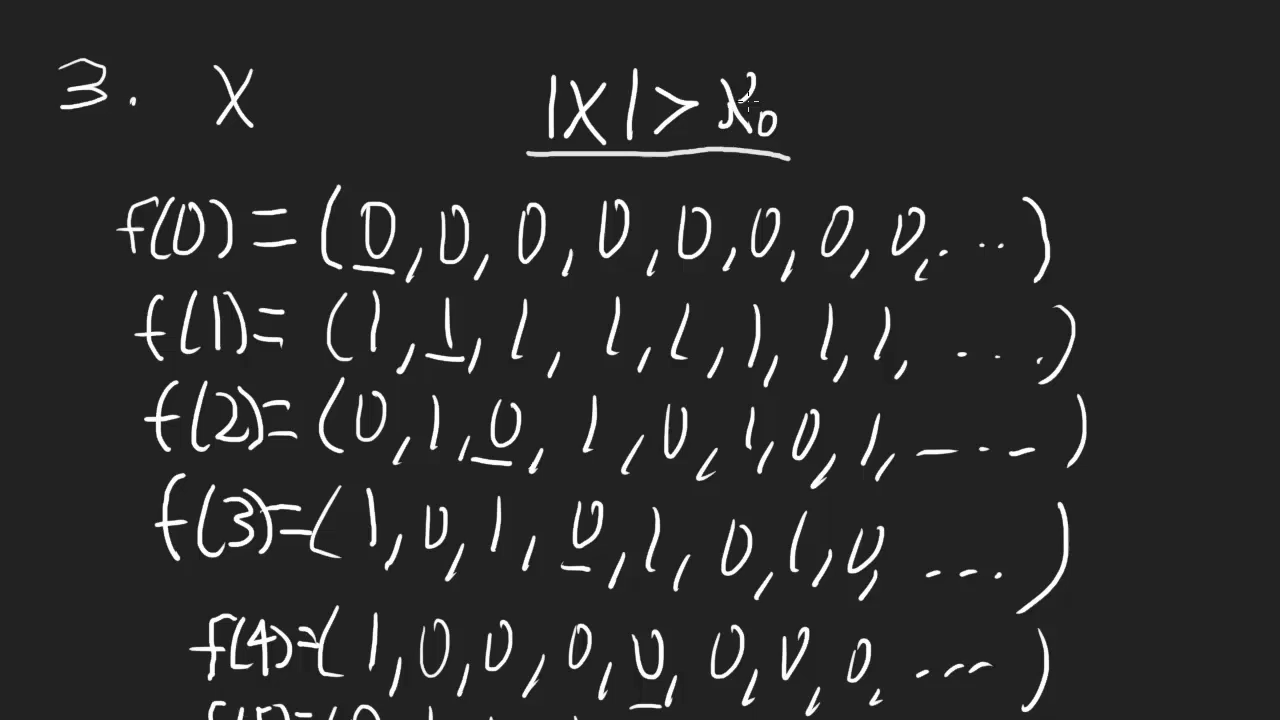 3. X |X| > ℵ₀
f(0) = (0, 0, 0, 0, 0, 0, 0, 0, ...)
f(1) = (1, 1, 1, 1, 1, 1, 1, 1, ...)
f(2) = (0, 1, 0, 1, 0, 1, 0, 1, ...)
f(3) = (1, 0, 1, 0, 1, 0, 1, 0, ...)
f(4) = (1, 0, 0, 0, 0, 0, 0, 0, ...)